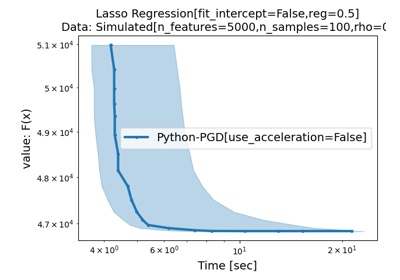 Lasso Regression[fit_intercept=False,reg=0.5]
Data: Simulated[n_features=5000,n_samples=100,rho=0
5.1 × 10⁴
5 × 10⁴
4.9 × 10⁴
4.8 × 10⁴
4.7 × 10⁴
value: F(x)
Python-PGD[use_acceleration=False]
4 × 10⁰
6 × 10⁰
10¹
2 × 10¹
Time [sec]